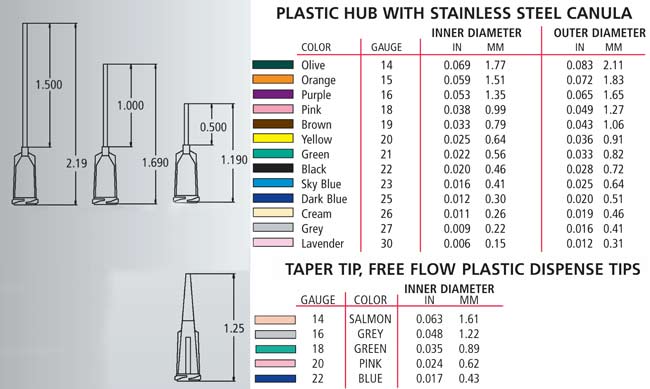 PLASTIC HUB WITH STAINLESS STEEL CANULA
INNER DIAMETER OUTER DIAMETER
COLOR GAUGE IN MM IN MM
Olive 14 0.069 1.77 0.083 2.11
Orange 15 0.059 1.51 0.072 1.83
Purple 16 0.053 1.35 0.065 1.65
Pink 18 0.038 0.99 0.049 1.27
Brown 19 0.033 0.79 0.043 1.06
Yellow 20 0.025 0.64 0.036 0.91
Green 21 0.022 0.56 0.033 0.82
Black 22 0.020 0.46 0.028 0.72
Sky Blue 23 0.016 0.41 0.025 0.64
Dark Blue 25 0.012 0.30 0.020 0.51
Cream 26 0.011 0.26 0.019 0.46
Grey 27 0.009 0.22 0.016 0.41
Lavender 30 0.006 0.15 0.012 0.31
1.500
1.000
0.500
2.19
1.690
1.190
TAPER TIP, FREE FLOW PLASTIC DISPENSE TIPS
INNER DIAMETER
GAUGE COLOR IN MM
14 SALMON 0.063 1.61
16 GREY 0.048 1.22
18 GREEN 0.035 0.89
20 PINK 0.024 0.62
22 BLUE 0.017 0.43
1.25